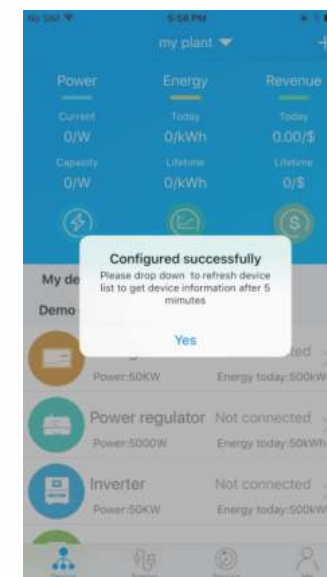 No SIM 5:58 PM
my plant
Power Energy Revenue
Current Today Today
0/W 0/kWh 0.00/$
Capacity Lifetime Lifetime
0/W 0/kWh 0/$
Configured successfully
Please drop down to refresh device
list to get device information after 5
mimutes
Yes
My de
Demo
Power:50KW Energy today:500kW
Power regulator Not connected
Power:5000W Energy today:50kWh
Inverter Not connected
Power:50KW Energy today:500kW